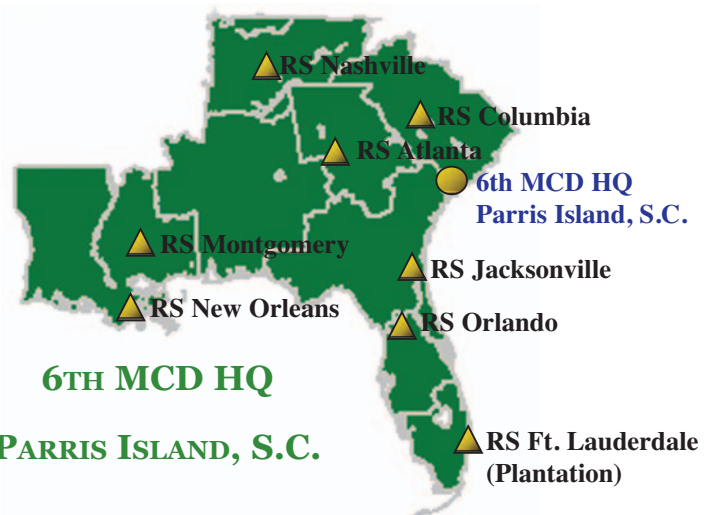 RS Nashville
RS Columbia
RS Atlanta
6th MCD HQ
Parris Island, S.C.
RS Montgomery
RS Jacksonville
RS New Orleans
RS Orlando
6TH MCD HQ
PARRIS ISLAND, S.C.
RS Ft. Lauderdale
(Plantation)